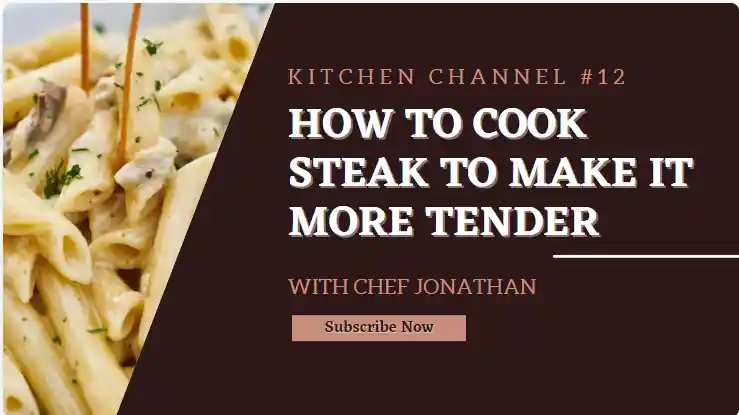 KITCHEN CHANNEL #12
HOW TO COOK
STEAK TO MAKE IT
MORE TENDER
WITH CHEF JONATHAN
Subscribe Now